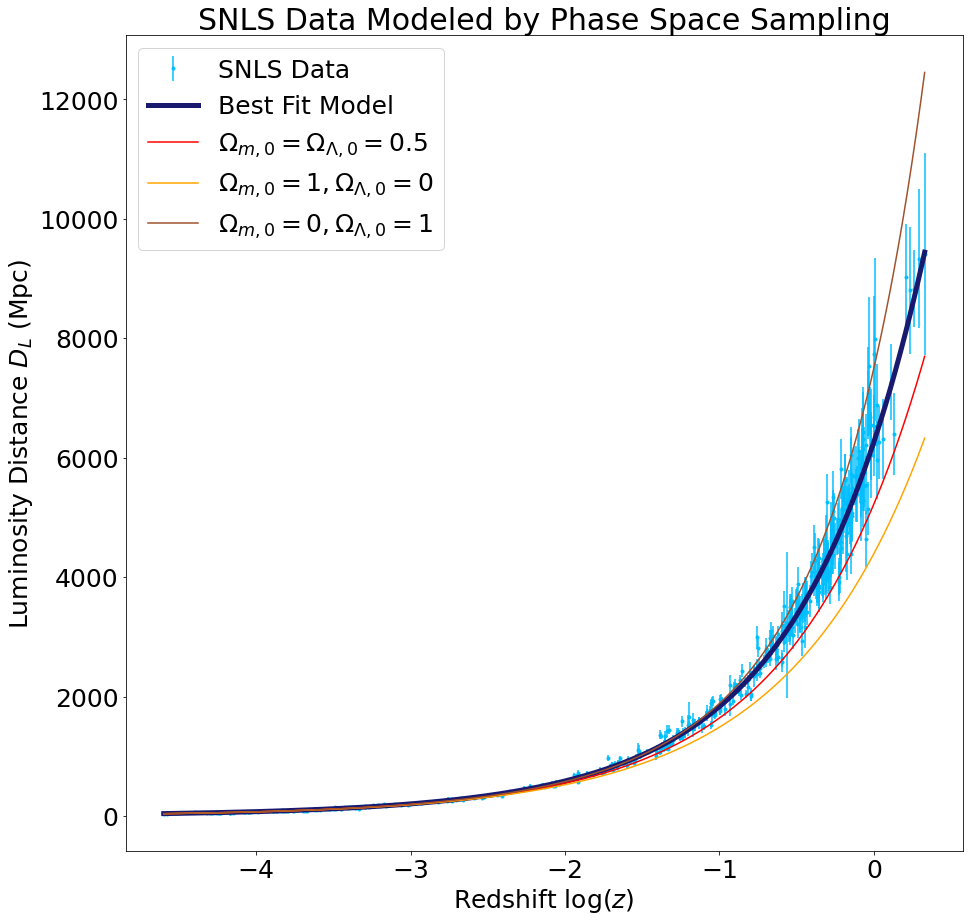 SNLS Data Modeled by Phase Space Sampling
SNLS Data
Best Fit Model
Ωm,0 = ΩΛ,0 = 0.5
Ωm,0 = 1, ΩΛ,0 = 0
Ωm,0 = 0, ΩΛ,0 = 1
12000
10000
8000
6000
4000
2000
0
Luminosity Distance DL (Mpc)
−4
−3
−2
−1
0
Redshift log(z)